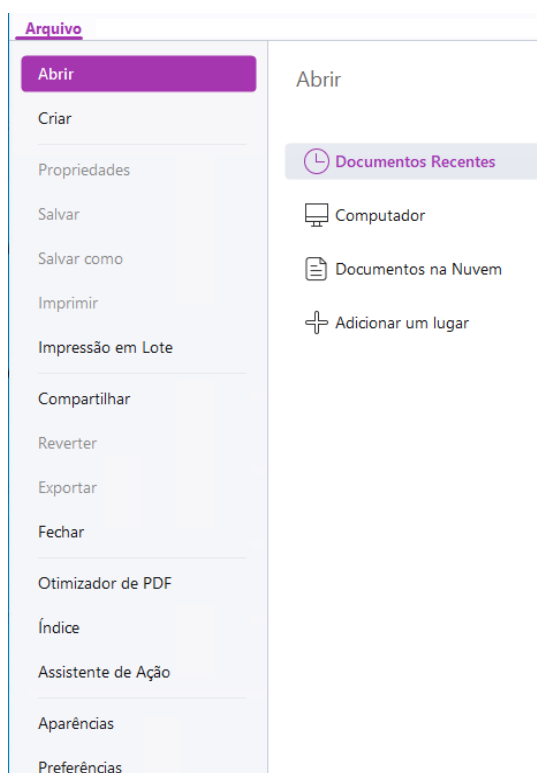 Arquivo
Abrir
Criar
Propriedades
Salvar
Salvar como
Imprimir
Impressão em Lote
Compartilhar
Reverter
Exportar
Fechar
Otimizador de PDF
Índice
Assistente de Ação
Aparências
Preferências
Abrir
Documentos Recentes
Computador
Documentos na Nuvem
Adicionar um lugar